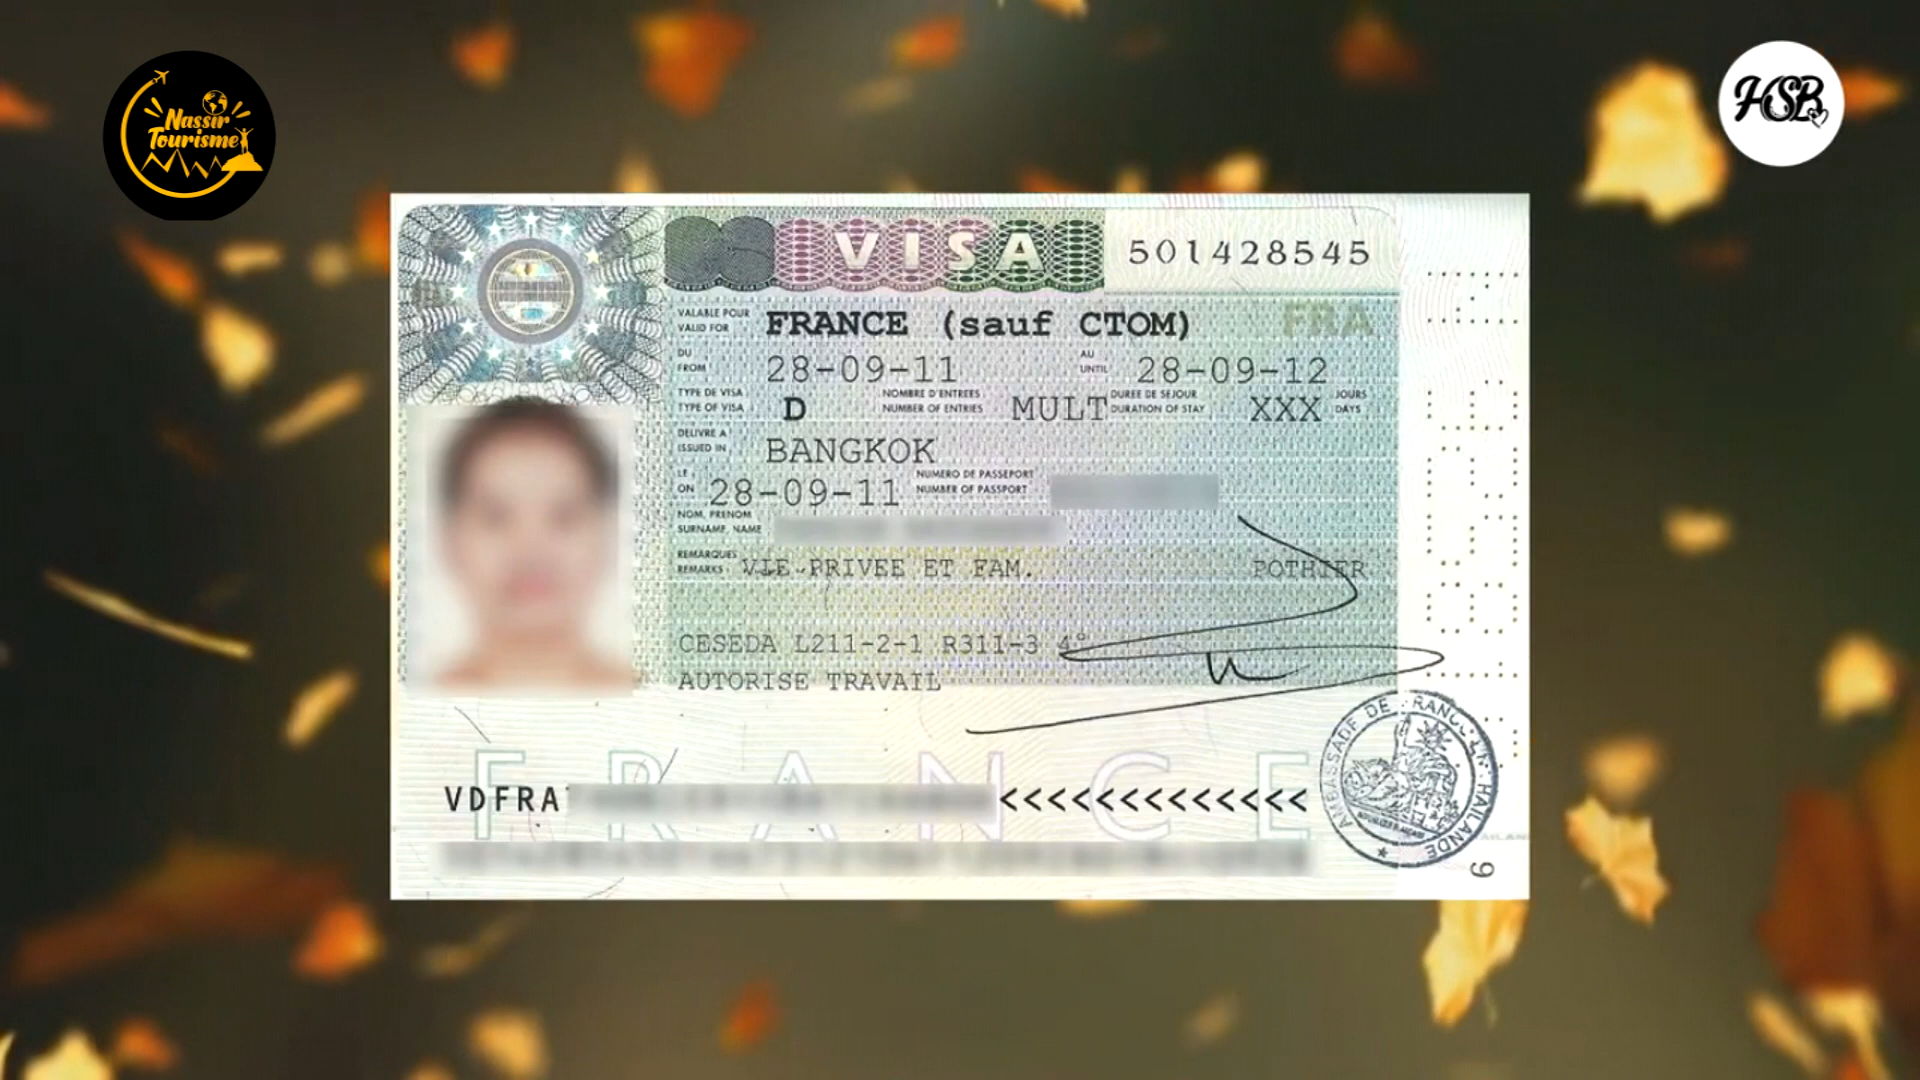 Nassir
Tourisme
HSB
VISA
501428545
VALABLE POUR
VALID FOR
FRANCE (sauf CTOM)
FRA
DU
FROM
28-09-11
AU
UNTIL
28-09-12
TYPE DE VISA
TYPE OF VISA
D
NOMBRE D'ENTREES
NUMBER OF ENTRIES
MULT
DUREE DE SEJOUR
DURATION OF STAY
XXX
JOURS
DAYS
DELIVRE A
ISSUED IN
BANGKOK
LE
ON
28-09-11
NUMERO DE PASSEPORT
NUMBER OF PASSPORT
NOM, PRENOM
SURNAME, NAME
REMARQUES
REMARKS
VIE PRIVEE ET FAM.
POTHIER
CESEDA L211-2-1 R311-3 4°
AUTORISE TRAVAIL
FRANCE
VDFRA
<<<<<<<<<<<<<
AMBASSADE DE FRANCE EN THAILANDE
9